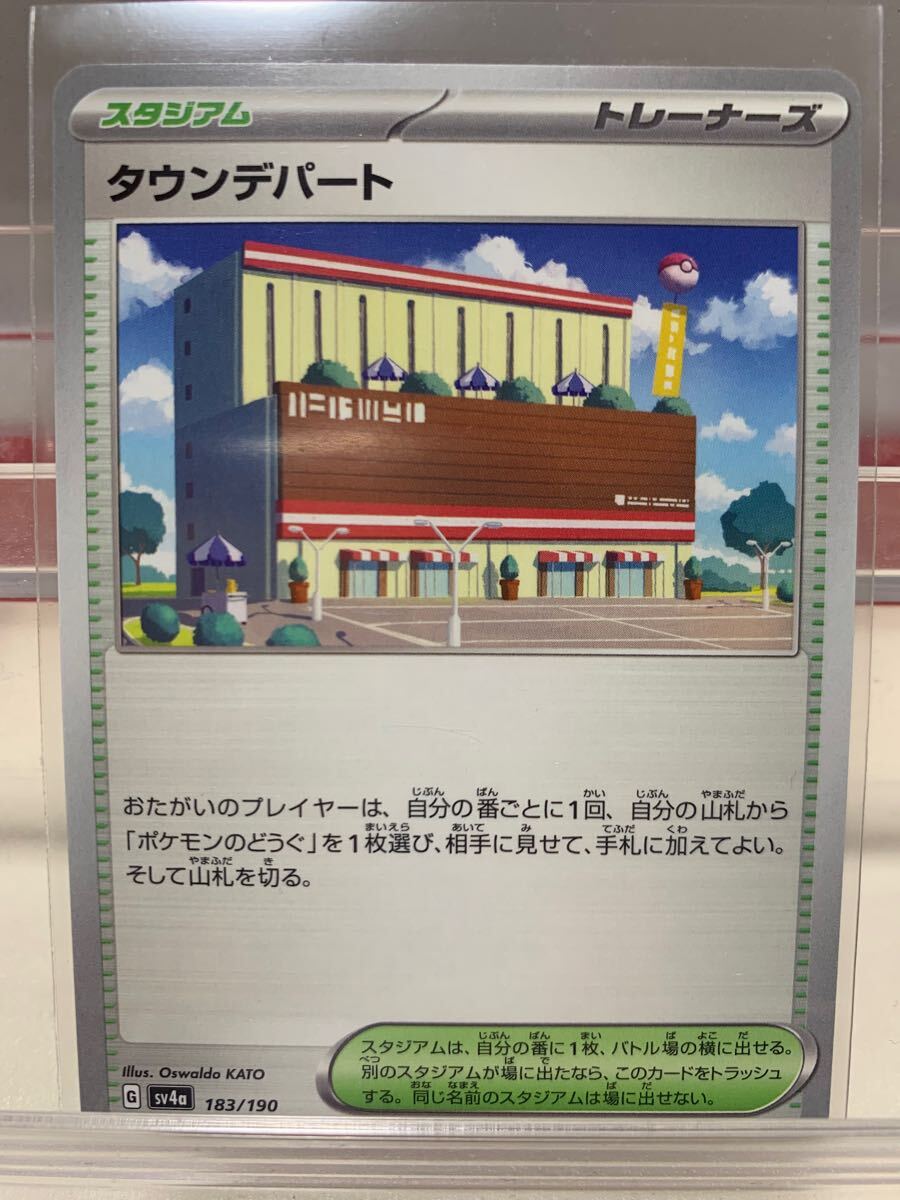 スタジアム
トレーナーズ
タウンデパート
おたがいのプレイヤーは、自分の番ごとに1回、自分の山札から
「ポケモンのどうぐ」を1枚選び、相手に見せて、手札に加えてよい。
そして山札を切る。
スタジアムは、自分の番に1枚、バトル場の横に出せる。
別のスタジアムが場に出たなら、このカードをトラッシュ
する。同じ名前のスタジアムは場に出せない。
Illus. Oswaldo KATO
G sv4a 183/190